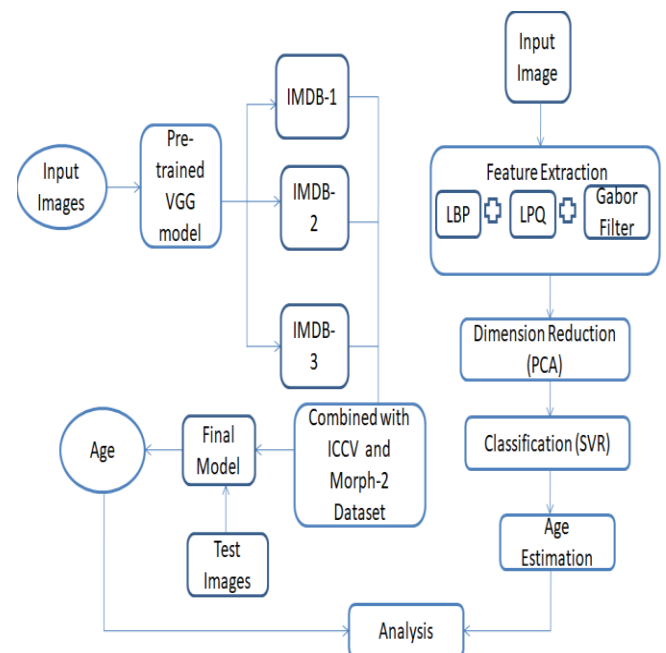 Input
Images
Pre-
trained
VGG
model
IMDB-1
IMDB-
2
IMDB-
3
Combined with
ICCV and
Morph-2
Dataset
Final
Model
Age
Test
Images
Input
Image
Feature Extraction
LBP
LPQ
Gabor
Filter
Dimension Reduction
(PCA)
Classification (SVR)
Age
Estimation
Analysis